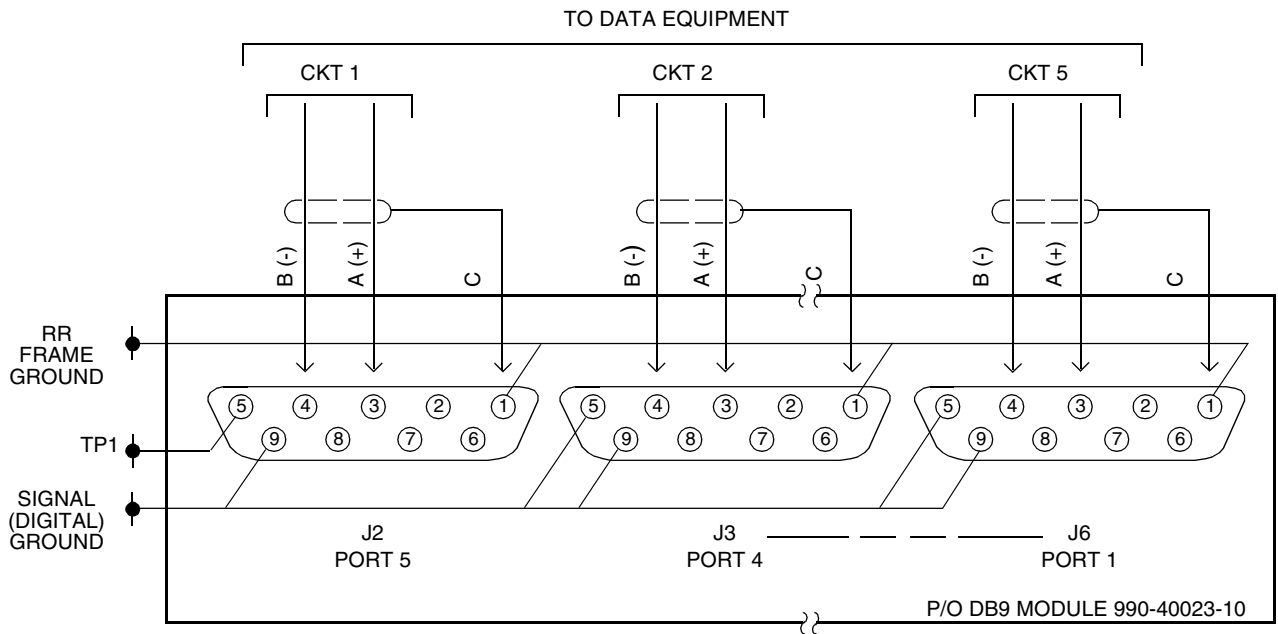 TO DATA EQUIPMENT
CKT 1
CKT 2
CKT 5
B (-)
A (+)
C
B (-)
A (+)
C
B (-)
A (+)
C
RR
FRAME
GROUND
5
4
3
2
1
9
8
7
6
5
4
3
2
1
9
8
7
6
5
4
3
2
1
9
8
7
6
TP1
SIGNAL
(DIGITAL)
GROUND
J2
PORT 5
J3
PORT 4
J6
PORT 1
P/O DB9 MODULE 990-40023-10